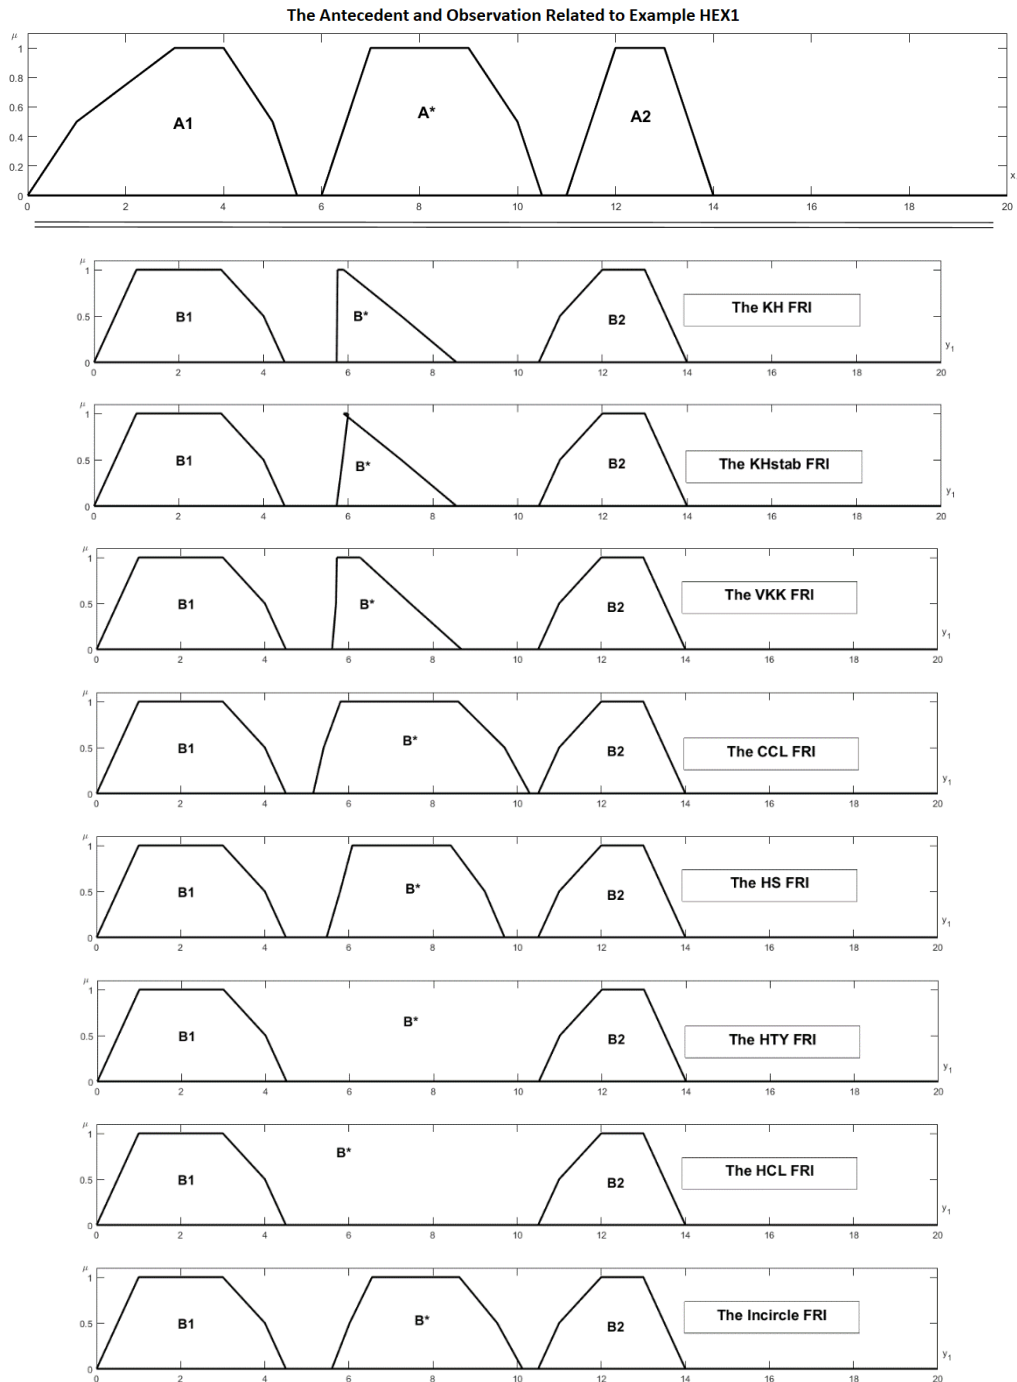 The Antecedent and Observation Related to Example HEX1
μ
1
0.8
0.6
0.4
0.2
0
A1
A*
A2
x
0 2 4 6 8 10 12 14 16 18 20
μ
1
0.5
0
B1
B*
B2
The KH FRI
y1
0 2 4 6 8 10 12 14 16 18 20
μ
1
0.5
0
B1
B*
B2
The KHstab FRI
y1
0 2 4 6 8 10 12 14 16 18 20
μ
1
0.5
0
B1
B*
B2
The VKK FRI
y1
0 2 4 6 8 10 12 14 16 18 20
μ
1
0.5
0
B1
B*
B2
The CCL FRI
y1
0 2 4 6 8 10 12 14 16 18 20
μ
1
0.5
0
B1
B*
B2
The HS FRI
y1
0 2 4 6 8 10 12 14 16 18 20
μ
1
0.5
0
B1
B*
B2
The HTY FRI
y1
0 2 4 6 8 10 12 14 16 18 20
μ
1
0.5
0
B1
B*
B2
The HCL FRI
y1
0 2 4 6 8 10 12 14 16 18 20
μ
1
0.5
0
B1
B*
B2
The Incircle FRI
y1
0 2 4 6 8 10 12 14 16 18 20